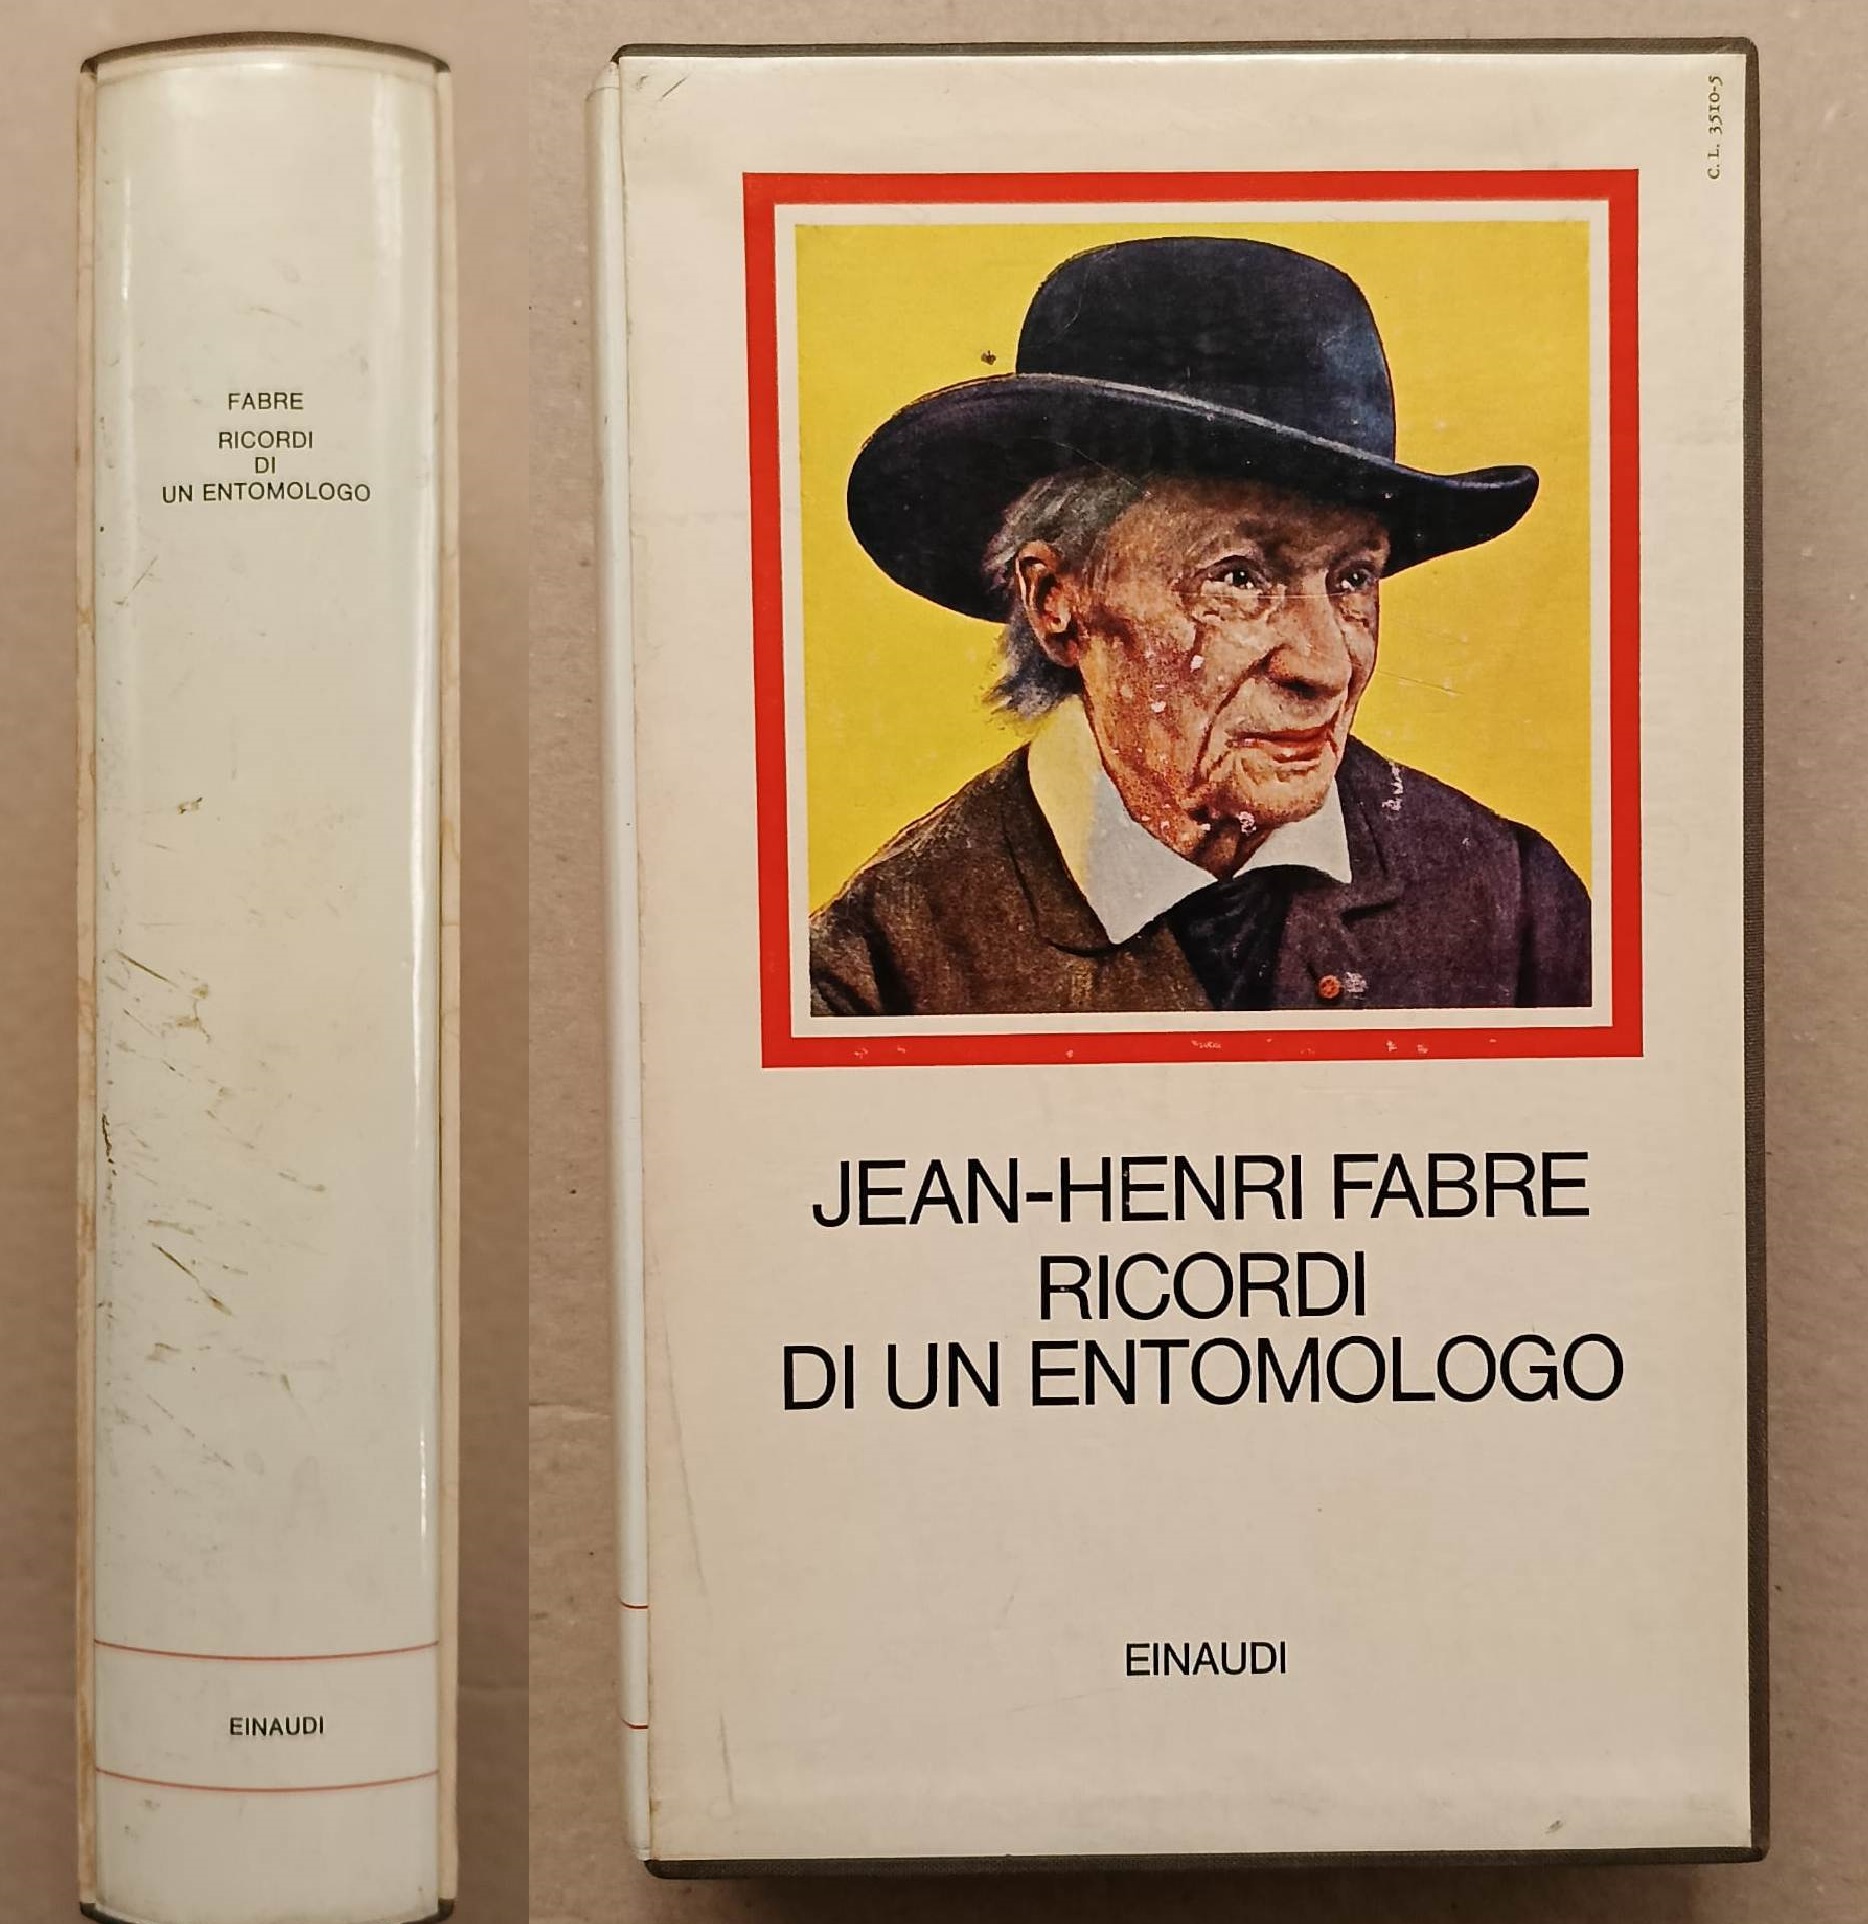 FABRE
RICORDI
DI
UN ENTOMOLOGO
EINAUDI
C. L. 3510-5
JEAN-HENRI FABRE
RICORDI
DI UN ENTOMOLOGO
EINAUDI